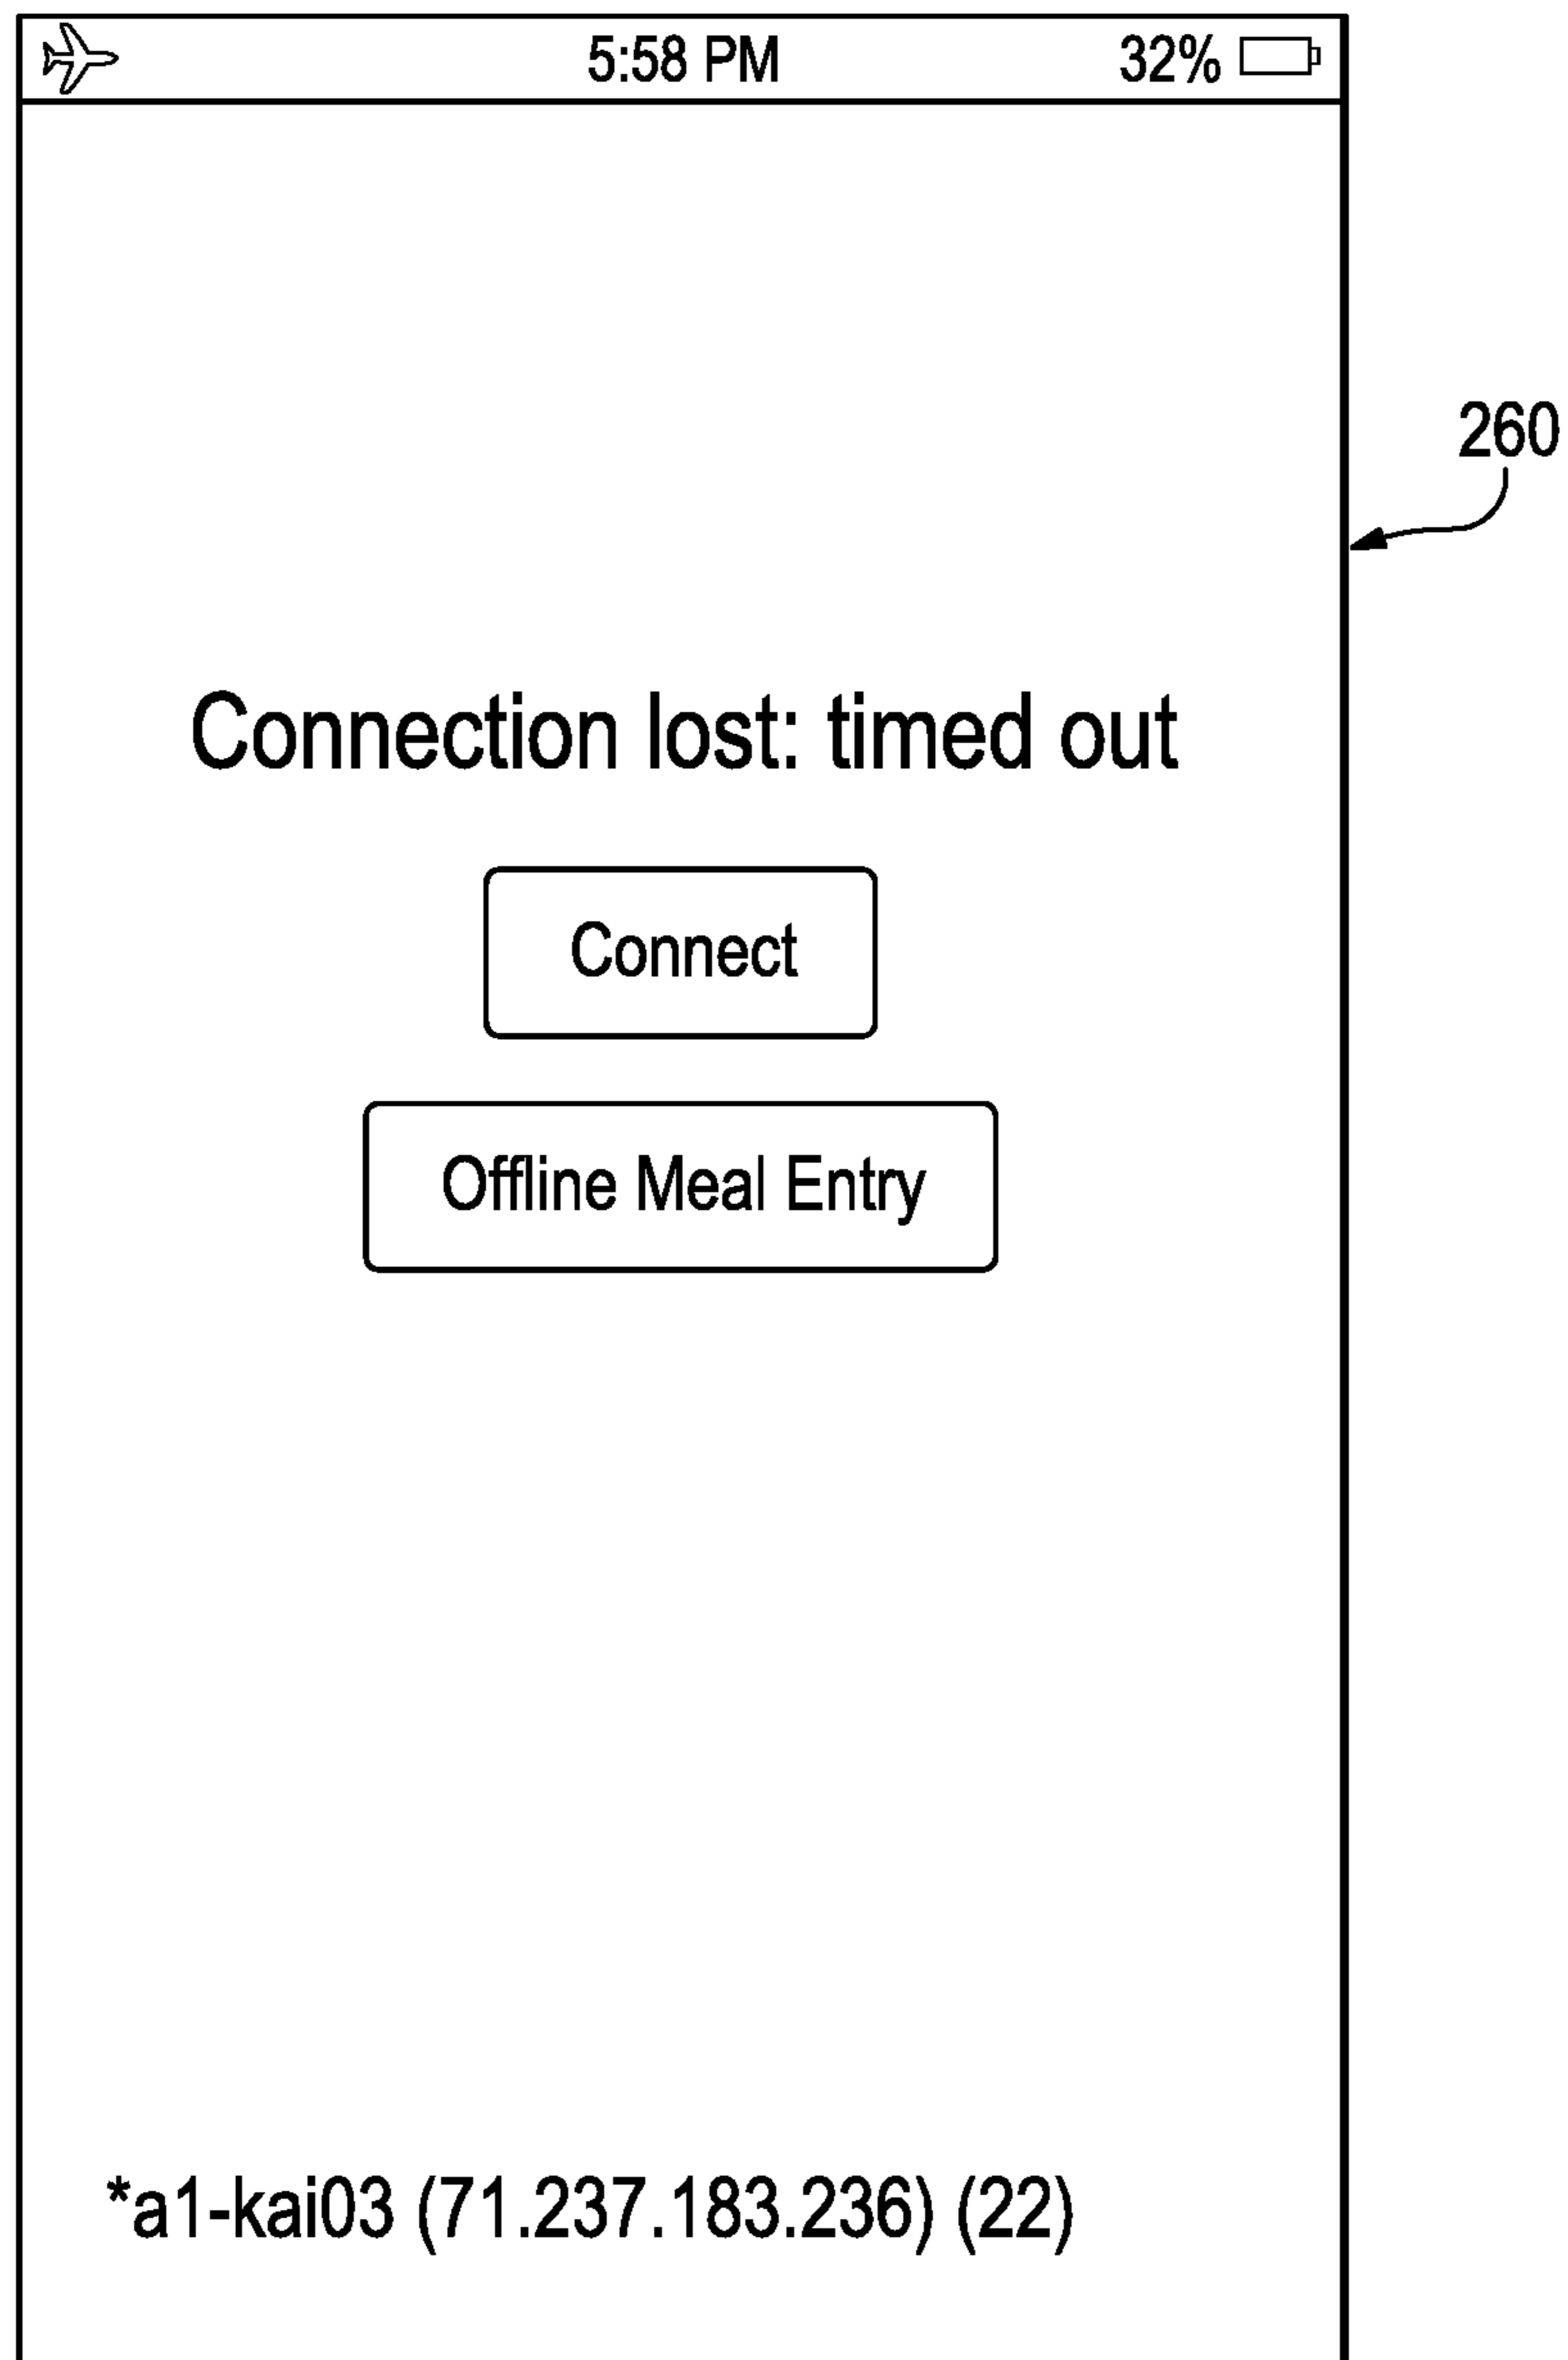 5:58 PM 32%
260
Connection lost: timed out
Connect
Offline Meal Entry
*a1-kai03 (71.237.183.236) (22)